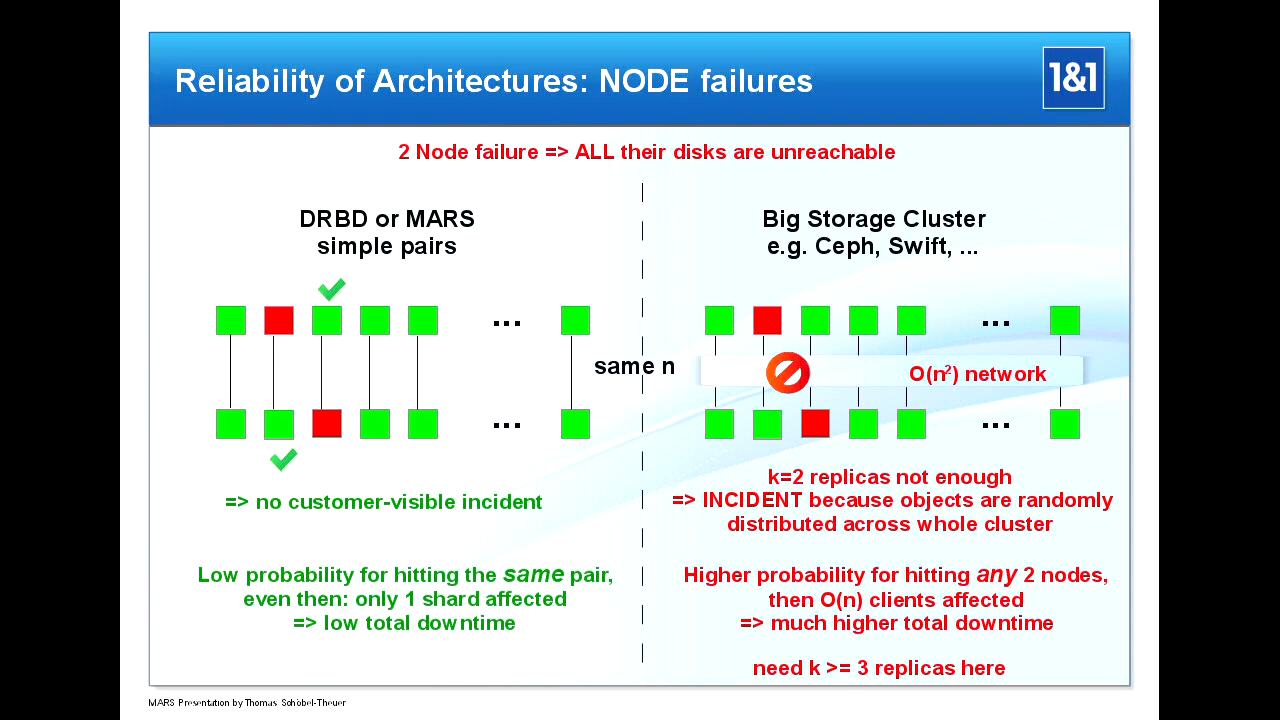 Reliability of Architectures: NODE failures
1&1
2 Node failure => ALL their disks are unreachable
DRBD or MARS
simple pairs
Big Storage Cluster
e.g. Ceph, Swift, ...
...
...
same n
O(n²) network
...
...
=> no customer-visible incident
k=2 replicas not enough
=> INCIDENT because objects are randomly
distributed across whole cluster
Low probability for hitting the same pair,
even then: only 1 shard affected
=> low total downtime
Higher probability for hitting any 2 nodes,
then O(n) clients affected
=> much higher total downtime
need k >= 3 replicas here
MARS Presentation by Thomas Schöbel-Theuer